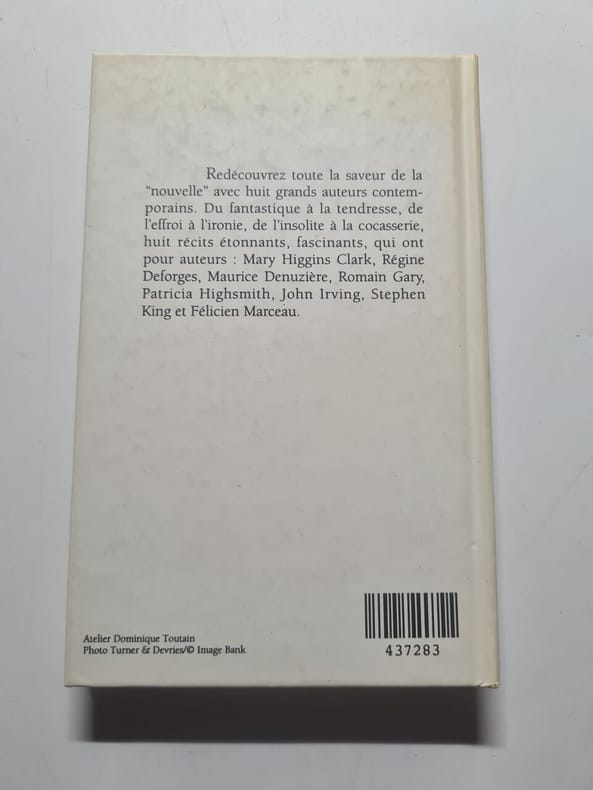 Redécouvrez toute la saveur de la
"nouvelle" avec huit grands auteurs contem-
porains. Du fantastique à la tendresse, de
l'effroi à l'ironie, de l'insolite à la cocasserie,
huit récits étonnants, fascinants, qui ont
pour auteurs : Mary Higgins Clark, Régine
Deforges, Maurice Denuzière, Romain Gary,
Patricia Highsmith, John Irving, Stephen
King et Félicien Marceau.
Atelier Dominique Toutain
Photo Turner & Devries/© Image Bank
437283